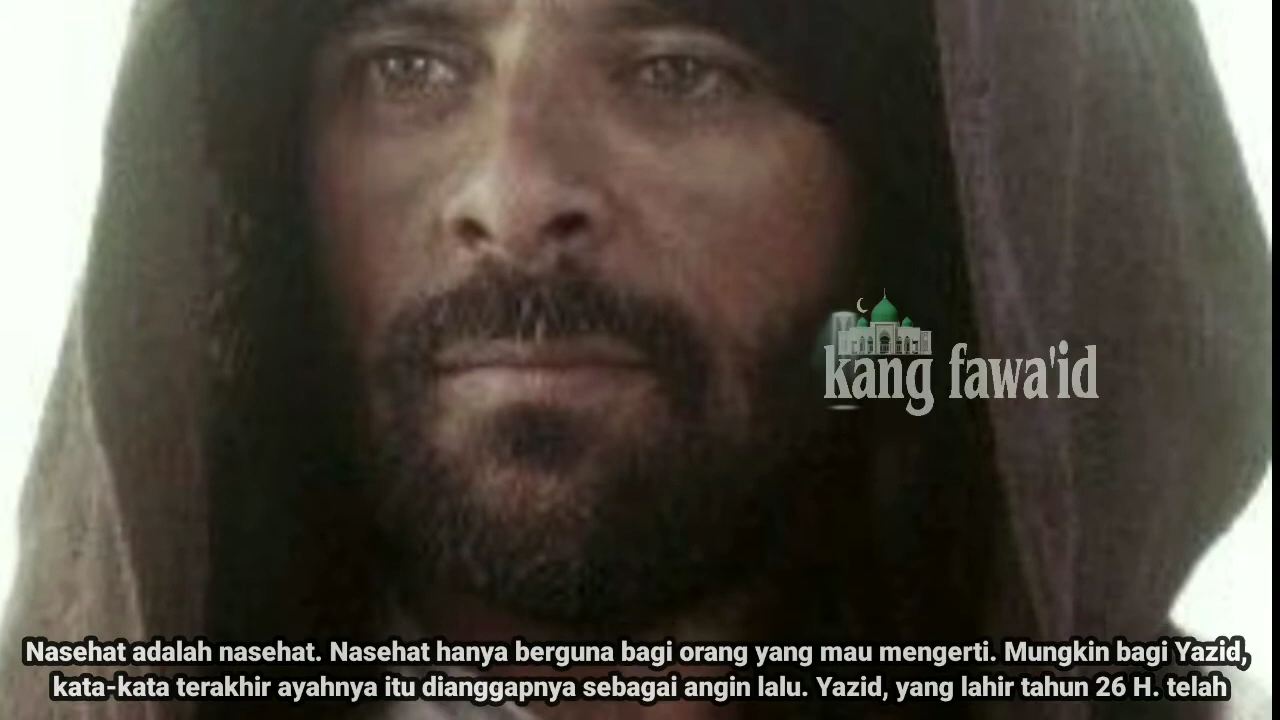 kang fawa'id
Nasehat adalah nasehat. Nasehat hanya berguna bagi orang yang mau mengerti. Mungkin bagi Yazid,
kata-kata terakhir ayahnya itu dianggapnya sebagai angin lalu. Yazid, yang lahir tahun 26 H. telah